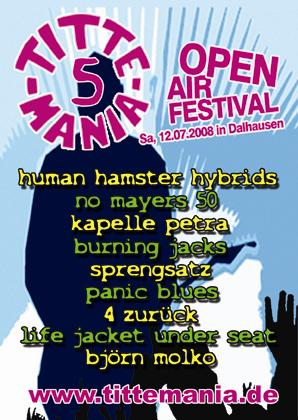 TITTE
5
MANIA
OPEN
AIR
FESTIVAL
Sa, 12.07.2008 in Dalhausen
human hamster hybrids
no mayers 50
kapelle petra
burning jacks
sprengsatz
panic blues
4 zurück
life jacket under seat
björn molko
www.tittemania.de